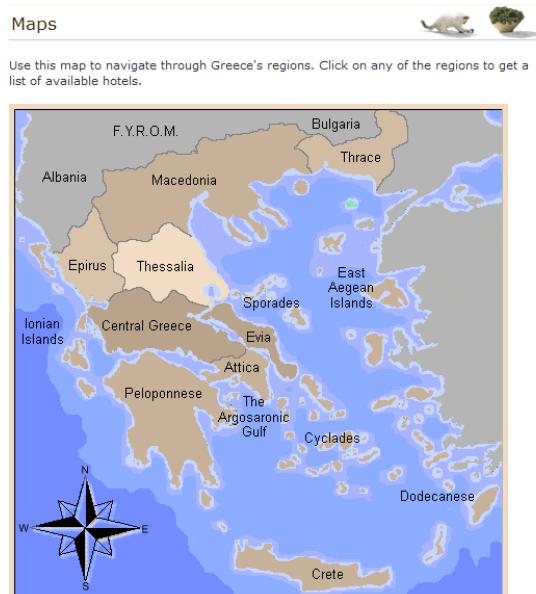 Maps
Use this map to navigate through Greece's regions. Click on any of the regions to get a
list of available hotels.
Bulgaria
F.Y.R.O.M.
Thrace
Albania
Macedonia
Epirus
Thessalia
East
Aegean
Islands
Sporades
Ionian
Islands
Central Greece
Evia
Attica
Peloponnese
The
Argosaronic
Gulf
Cyclades
N
Dodecanese
W
E
Crete
S